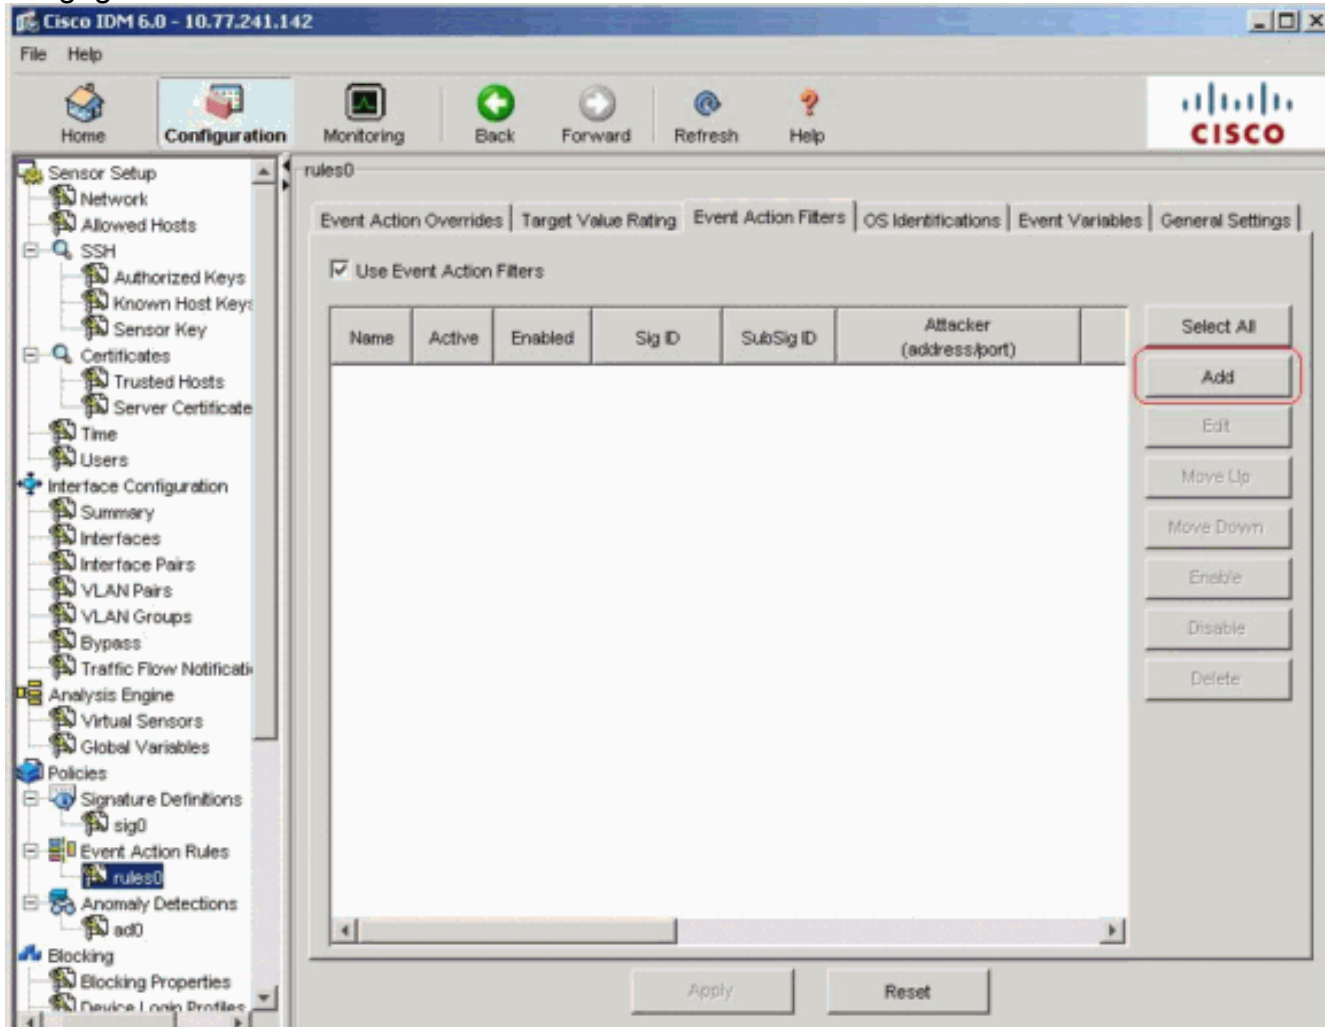 Cisco IDM 6.0 - 10.77.241.142
File Help
Home Configuration Monitoring Back Forward Refresh Help
CISCO
Sensor Setup
Network
Allowed Hosts
SSH
Authorized Keys
Known Host Key
Sensor Key
Certificates
Trusted Hosts
Server Certificate
Time
Users
Interface Configuration
Summary
Interfaces
Interface Pairs
VLAN Pairs
VLAN Groups
Bypass
Traffic Flow Notificati
Analysis Engine
Virtual Sensors
Global Variables
Policies
Signature Definitions
sig0
Event Action Rules
rules0
Anomaly Detections
ad0
Blocking
Blocking Properties
Device Login Profiles
rules0
Event Action Overrides Target Value Rating Event Action Filters OS Identifications Event Variables General Settings
Use Event Action Filters
Name Active Enabled Sig ID SubSig ID Attacker (address/port)
Select All
Add
Edit
Move Up
Move Down
Enable
Disable
Delete
Apply Reset